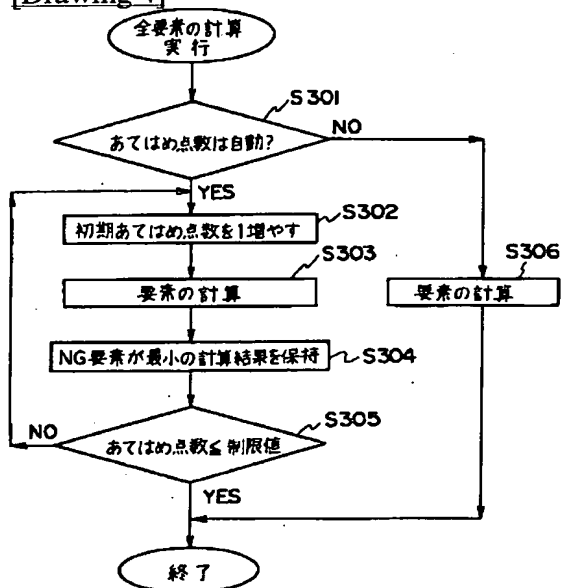 [Drawing 4]
全要素の計算
実行
S301
あてはめ点数は自動?
NO
YES
S302
初期あてはめ点数を1増やす
S303
要素の計算
S306
要素の計算
NG要素が最小の計算結果を保持
S304
S305
あてはめ点数≦制限値
NO
YES
終了